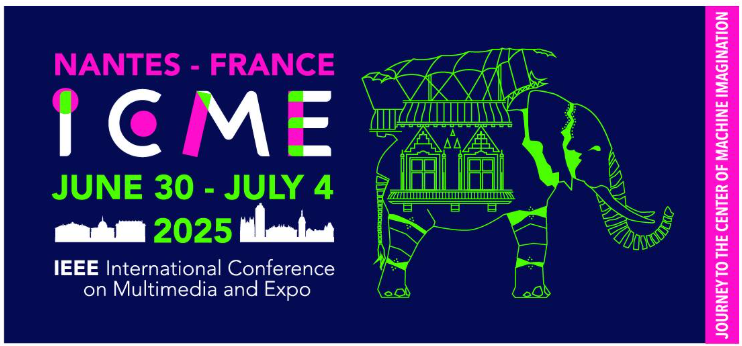 NANTES - FRANCE
ICME
JUNE 30 - JULY 4
2025
IEEE International Conference
on Multimedia and Expo
JOURNEY TO THE CENTER OF MACHINE IMAGINATION